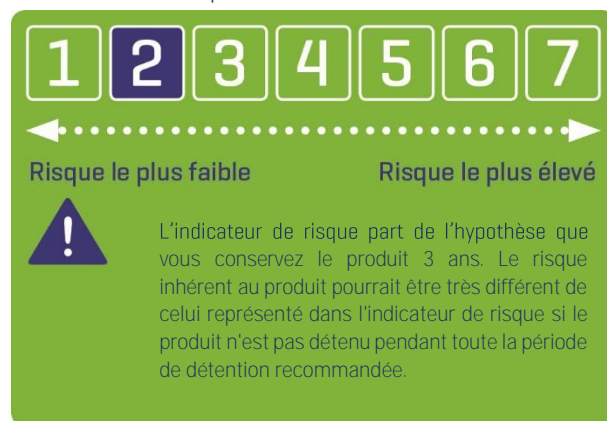 1 2 3 4 5 6 7
Risque le plus faible Risque le plus élevé
L'indicateur de risque part de l'hypothèse que
vous conservez le produit 3 ans. Le risque
inhérent au produit pourrait être très différent de
celui représenté dans l'indicateur de risque si le
produit n'est pas détenu pendant toute la période
de détention recommandée.